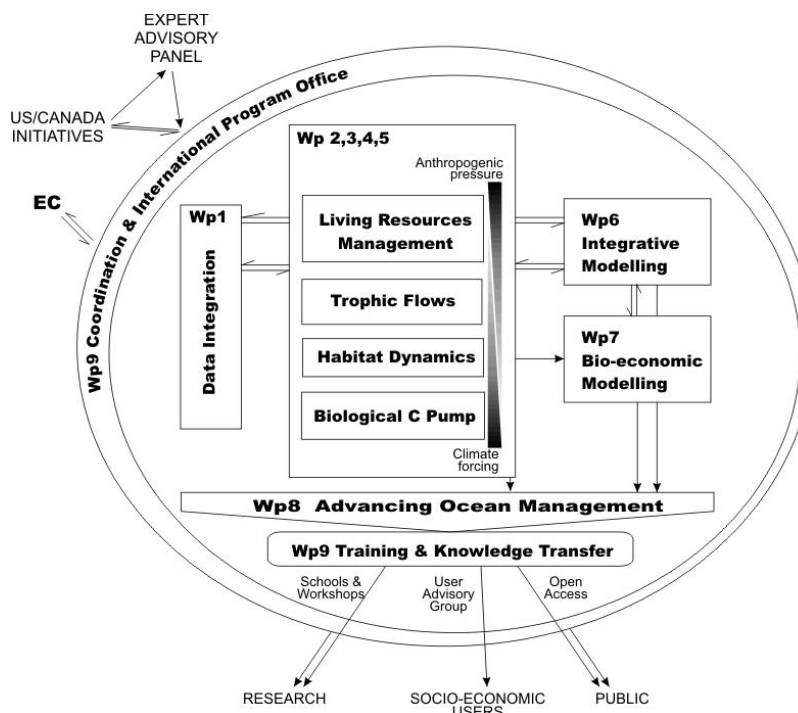 EXPERT
ADVISORY
PANEL
US/CANADA
INITIATIVES
EC
Wp9 Coordination & International Program Office
Wp 2,3,4,5
Anthropogenic
pressure
Wp1
Data Integration
Living Resources
Management
Trophic Flows
Habitat Dynamics
Biological C Pump
Climate
forcing
Wp6
Integrative
Modelling
Wp7
Bio-economic
Modelling
Wp8 Advancing Ocean Management
Wp9 Training & Knowledge Transfer
Schools &
Workshops
User
Advisory
Group
Open
Access
RESEARCH
SOCIO-ECONOMIC
USERS
PUBLIC